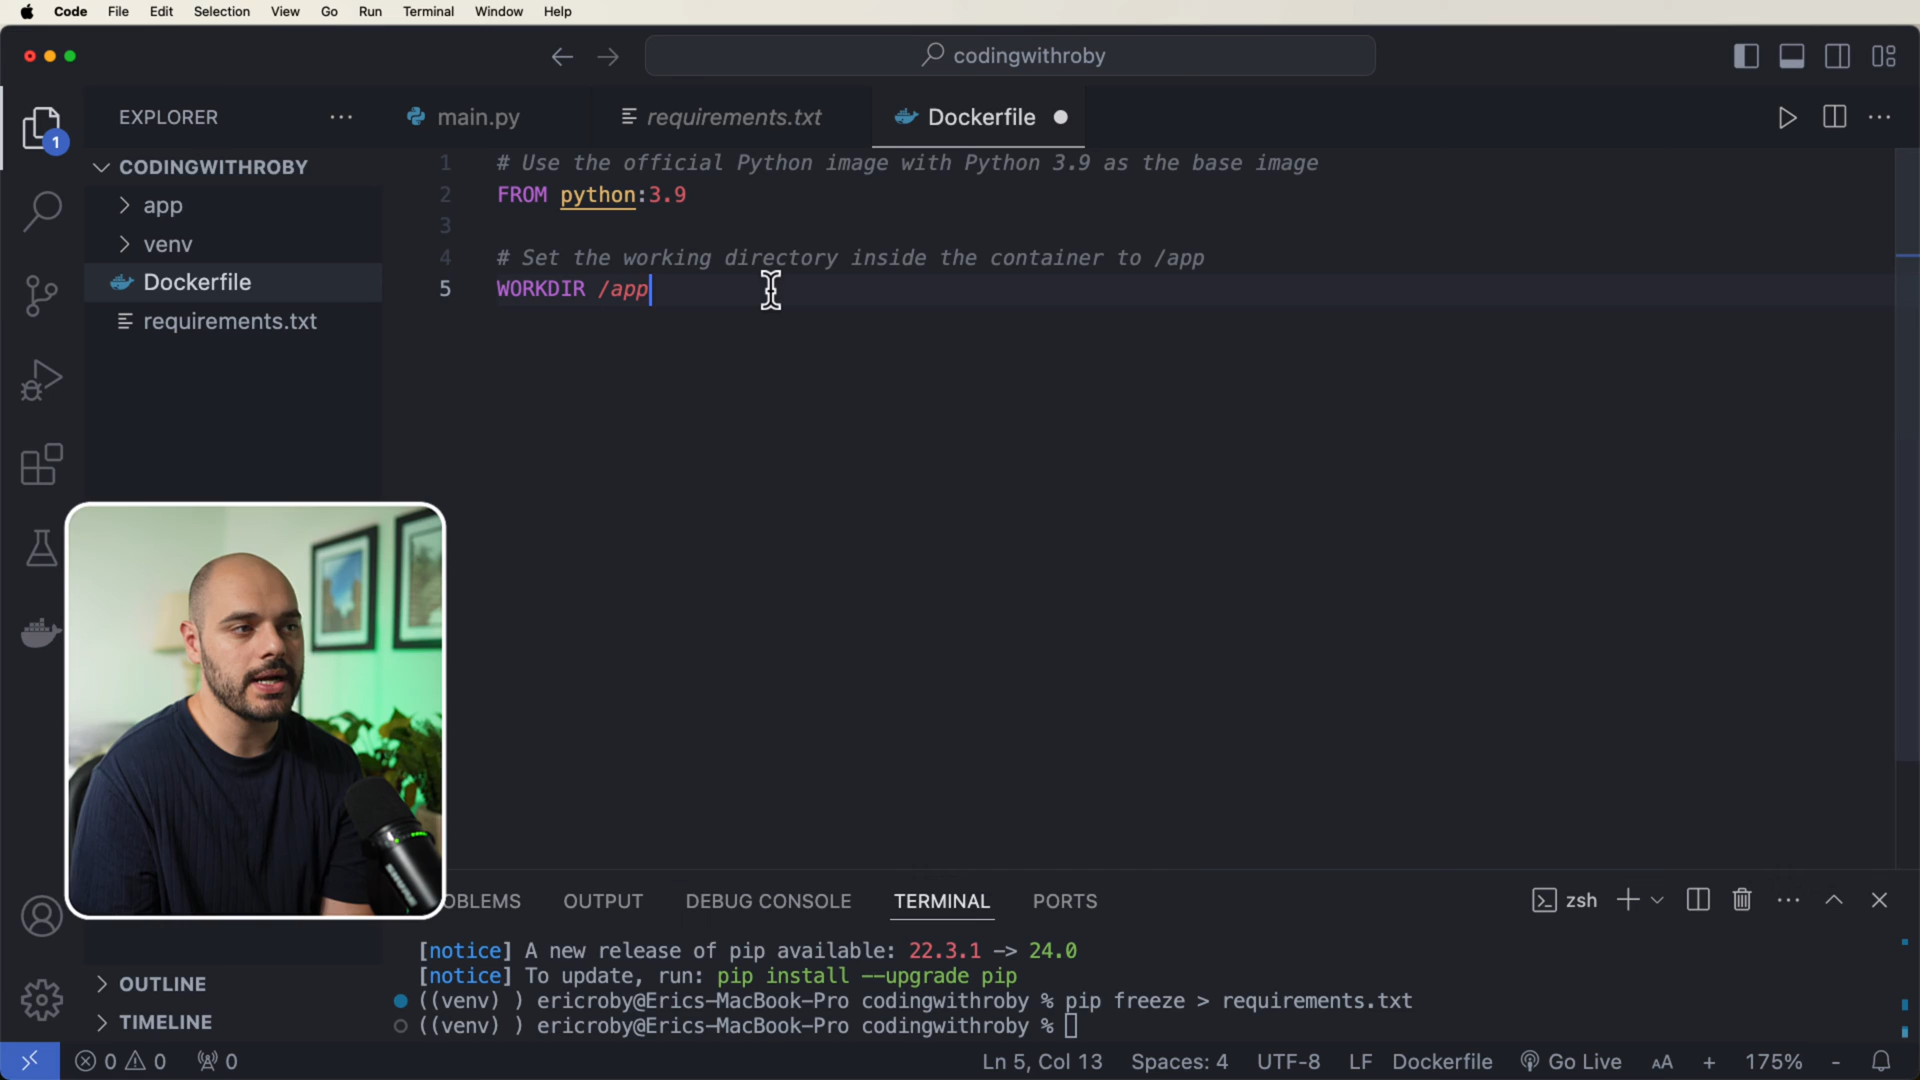 Code File Edit Selection View Go Run Terminal Window Help
codingwithroby
EXPLORER
main.py
requirements.txt
Dockerfile
1
CODINGWITHROBY
app
venv
Dockerfile
requirements.txt
1 # Use the official Python image with Python 3.9 as the base image
2 FROM python:3.9
3
4 # Set the working directory inside the container to /app
5 WORKDIR /app
OBLEMS OUTPUT DEBUG CONSOLE TERMINAL PORTS
zsh
[notice] A new release of pip available: 22.3.1 -> 24.0
[notice] To update, run: pip install --upgrade pip
((venv) ) ericroby@Erics-MacBook-Pro codingwithroby % pip freeze > requirements.txt
((venv) ) ericroby@Erics-MacBook-Pro codingwithroby %
OUTLINE
TIMELINE
0 0 0
Ln 5, Col 13 Spaces: 4 UTF-8 LF Dockerfile Go Live AA + 175% -